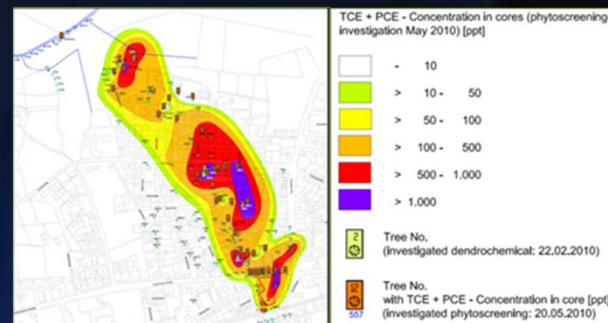 TCE + PCE - Concentration in cores (phytoscreening
investigation May 2010) [ppt]
- 10
> 10 - 50
> 50 - 100
> 100 - 500
> 500 - 1.000
> 1.000
2
Tree No.
(investigated dendrochemical: 22.02.2010)
12
Tree No.
with TCE + PCE - Concentration in core [ppt]
557 (investigated phytoscreening: 20.05.2010)